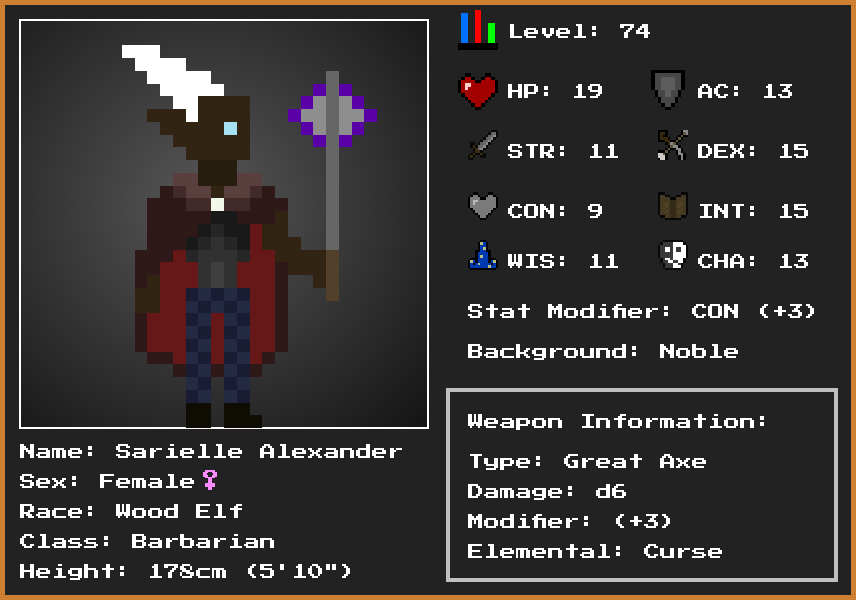 Level: 74
HP: 19 AC: 13
STR: 11 DEX: 15
CON: 9 INT: 15
WIS: 11 CHA: 13
Stat Modifier: CON (+3)
Background: Noble
Weapon Information:
Type: Great Axe
Damage: d6
Modifier: (+3)
Elemental: Curse
Name: Sarielle Alexander
Sex: Female♀
Race: Wood Elf
Class: Barbarian
Height: 178cm (5'10")